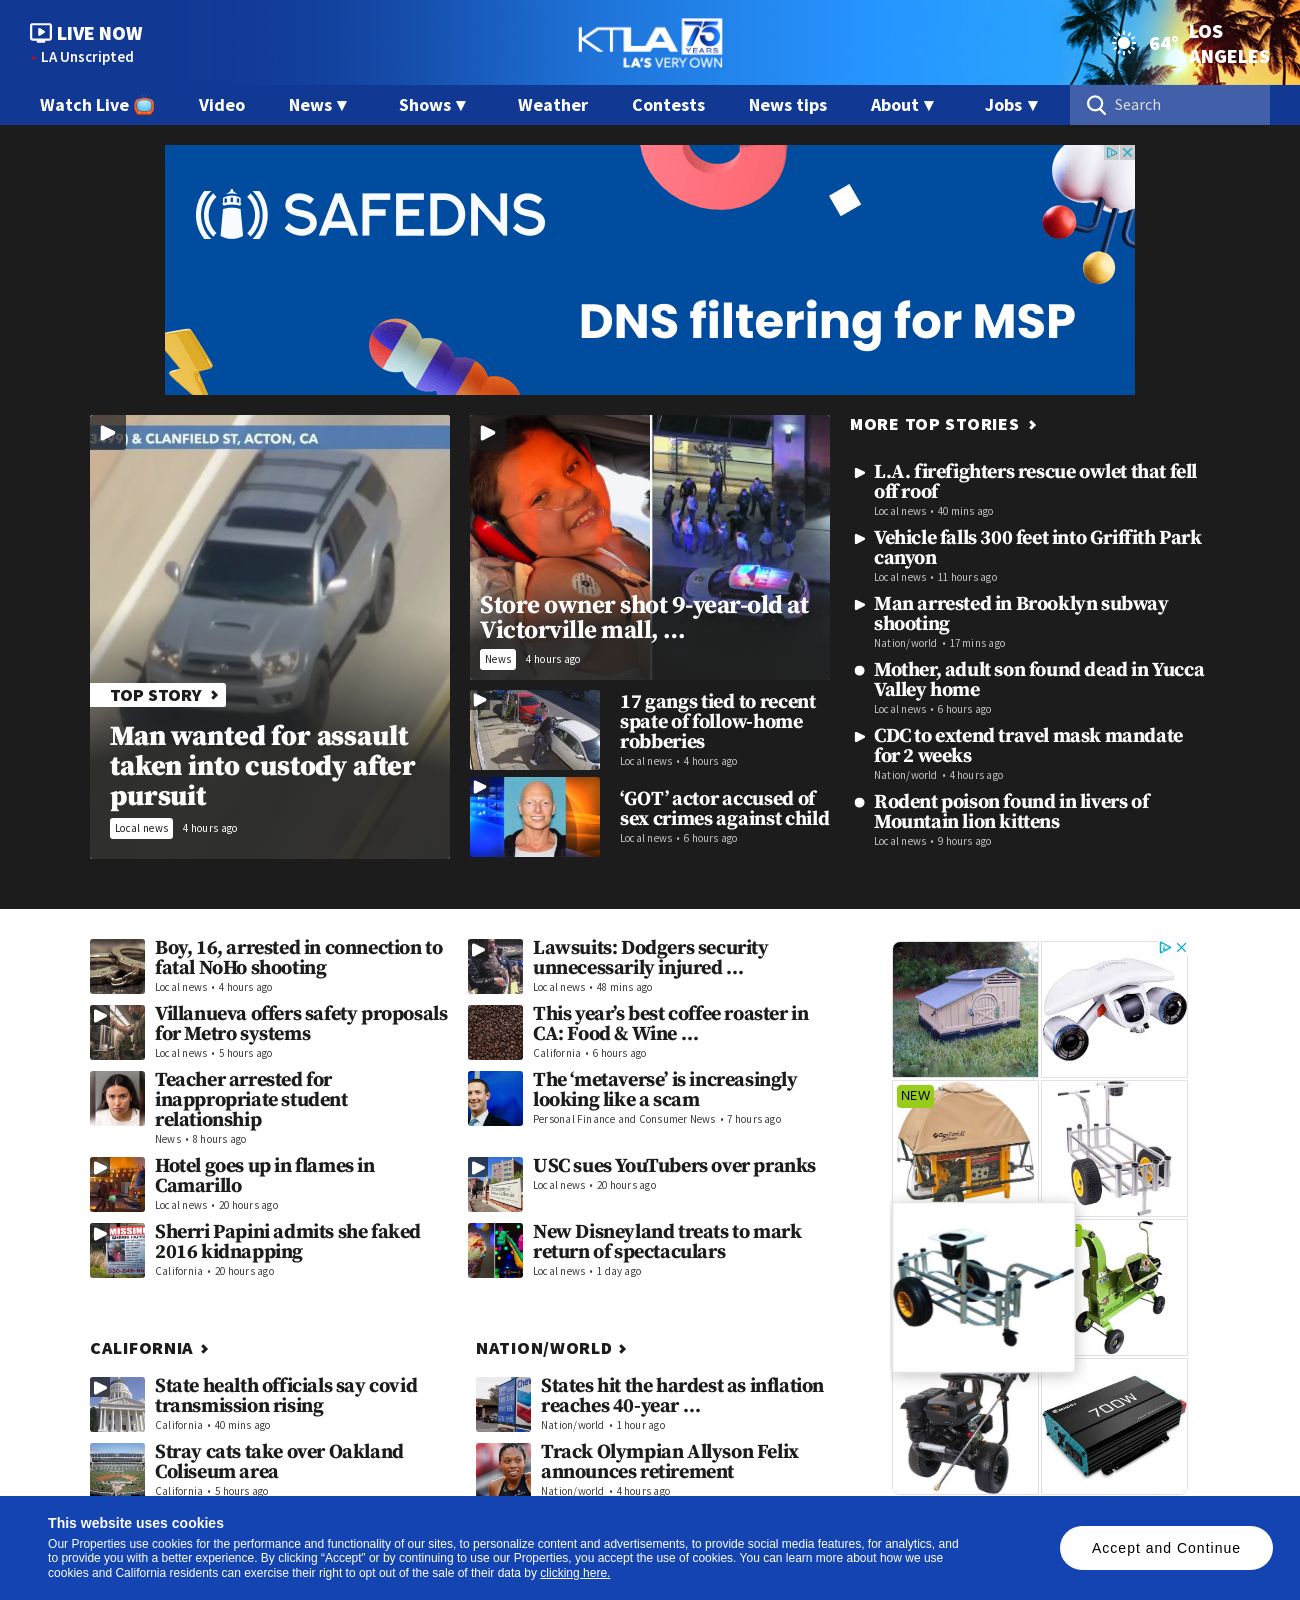 LIVE NOW
• LA Unscripted
KTLA 75 YEARS
LA'S VERY OWN
64°
LOS ANGELES
Watch Live 📺 Video News ▼ Shows ▼ Weather Contests News tips About ▼ Jobs ▼ Search
SAFEDNS
DNS filtering for MSP
& CLANFIELD ST, ACTON, CA
TOP STORY
Man wanted for assault
taken into custody after
pursuit
Local news 4 hours ago
Store owner shot 9-year-old at
Victorville mall, …
News 4 hours ago
17 gangs tied to recent
spate of follow-home
robberies
Local news • 4 hours ago
‘GOT’ actor accused of
sex crimes against child
Local news • 6 hours ago
MORE TOP STORIES
L.A. firefighters rescue owlet that fell
off roof
Local news • 40 mins ago
Vehicle falls 300 feet into Griffith Park
canyon
Local news • 11 hours ago
Man arrested in Brooklyn subway
shooting
Nation/world • 17 mins ago
Mother, adult son found dead in Yucca
Valley home
Local news • 6 hours ago
CDC to extend travel mask mandate
for 2 weeks
Nation/world • 4 hours ago
Rodent poison found in livers of
Mountain lion kittens
Local news • 9 hours ago
Boy, 16, arrested in connection to
fatal NoHo shooting
Local news • 4 hours ago
Villanueva offers safety proposals
for Metro systems
Local news • 5 hours ago
Teacher arrested for
inappropriate student
relationship
News • 8 hours ago
Hotel goes up in flames in
Camarillo
Local news • 20 hours ago
MISSING
Sherri Papini admits she faked
2016 kidnapping
California • 20 hours ago
Lawsuits: Dodgers security
unnecessarily injured …
Local news • 48 mins ago
This year’s best coffee roaster in
CA: Food & Wine …
California • 6 hours ago
The ‘metaverse’ is increasingly
looking like a scam
Personal Finance and Consumer News • 7 hours ago
USC sues YouTubers over pranks
Local news • 20 hours ago
New Disneyland treats to mark
return of spectaculars
Local news • 1 day ago
NEW
700W
CALIFORNIA
State health officials say covid
transmission rising
California • 40 mins ago
Stray cats take over Oakland
Coliseum area
California • 5 hours ago
NATION/WORLD
States hit the hardest as inflation
reaches 40-year …
Nation/world • 1 hour ago
Track Olympian Allyson Felix
announces retirement
Nation/world • 4 hours ago
This website uses cookies
Our Properties use cookies for the performance and functionality of our sites, to personalize content and advertisements, to provide social media features, for analytics, and
to provide you with a better experience. By clicking “Accept” or by continuing to use our Properties, you accept the use of cookies. You can learn more about how we use
cookies and California residents can exercise their right to opt out of the sale of their data by clicking here.
Accept and Continue